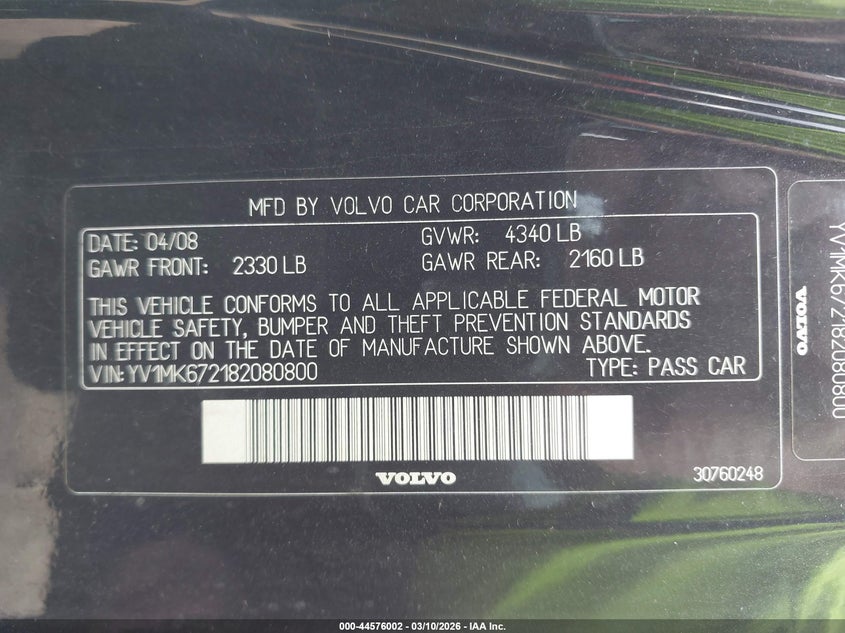 MFD BY VOLVO CAR CORPORATION
DATE: 04/08 GVWR: 4340 LB
GAWR FRONT: 2330 LB GAWR REAR: 2160 LB
THIS VEHICLE CONFORMS TO ALL APPLICABLE FEDERAL MOTOR
VEHICLE SAFETY, BUMPER AND THEFT PREVENTION STANDARDS
IN EFFECT ON THE DATE OF MANUFACTURE SHOWN ABOVE.
VIN: YV1MK672182080800 TYPE: PASS CAR
VOLVO 30760248
YV1MK672182080800
VOLVO
000-44576002 — 03/10/2026 — IAA Inc.